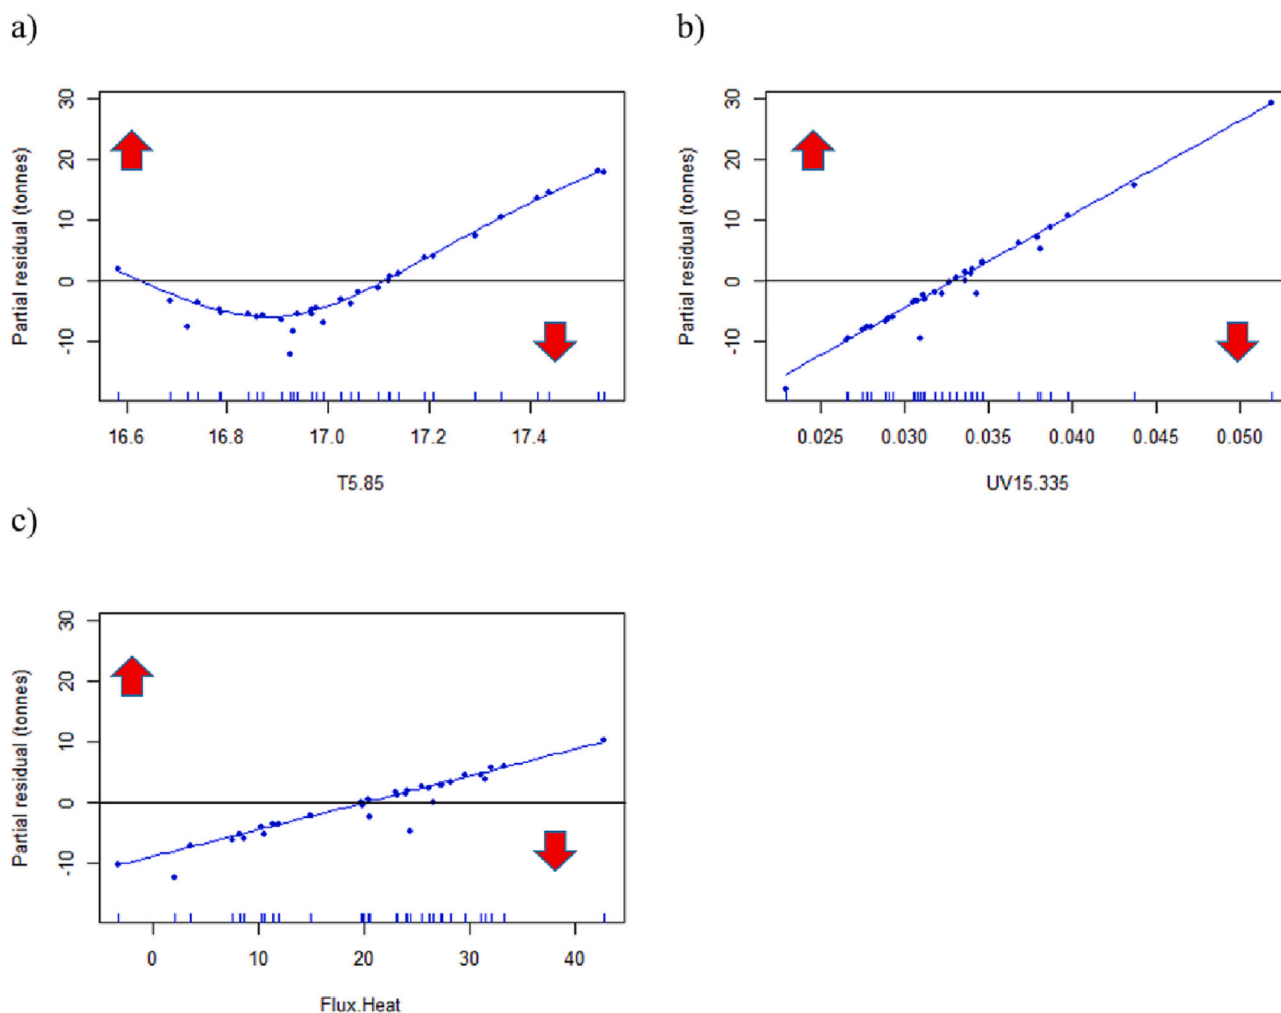 a)
Partial residual (tonnes)
30
20
10
0
-10
16.6 16.8 17.0 17.2 17.4
T5.85
b)
Partial residual (tonnes)
30
20
10
0
-10
0.025 0.030 0.035 0.040 0.045 0.050
UV15.335
c)
Partial residual (tonnes)
30
20
10
0
-10
0 10 20 30 40
Flux.Heat